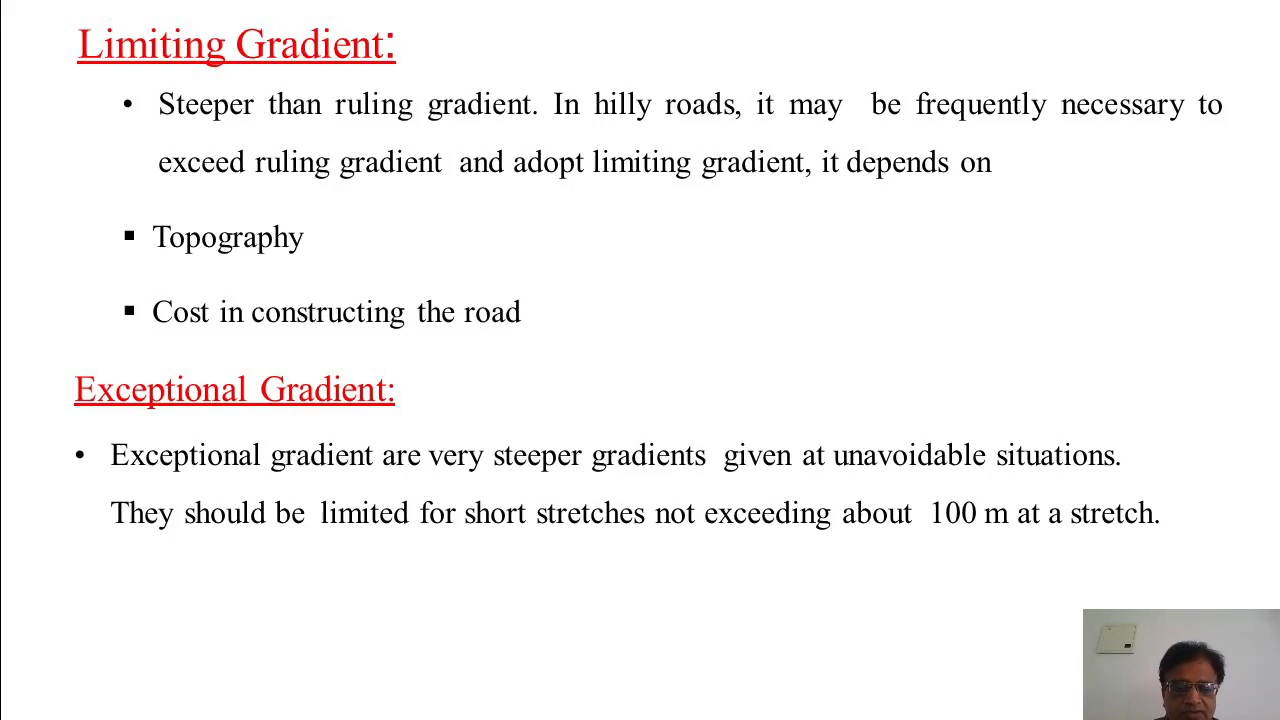 Limiting Gradient:
• Steeper than ruling gradient. In hilly roads, it may be frequently necessary to
exceed ruling gradient and adopt limiting gradient, it depends on
▪ Topography
▪ Cost in constructing the road
Exceptional Gradient:
• Exceptional gradient are very steeper gradients given at unavoidable situations.
They should be limited for short stretches not exceeding about 100 m at a stretch.